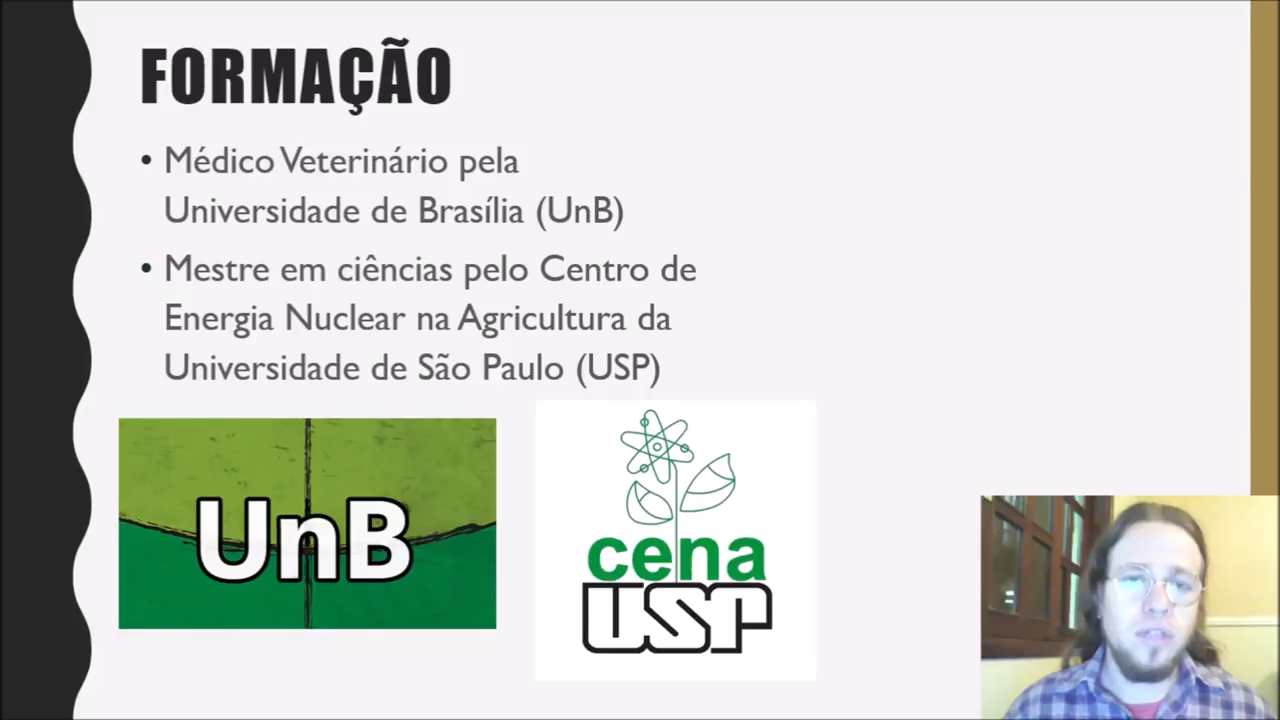 FORMAÇÃO
• Médico Veterinário pela
Universidade de Brasília (UnB)
• Mestre em ciências pelo Centro de
Energia Nuclear na Agricultura da
Universidade de São Paulo (USP)
UnB
cena
USP